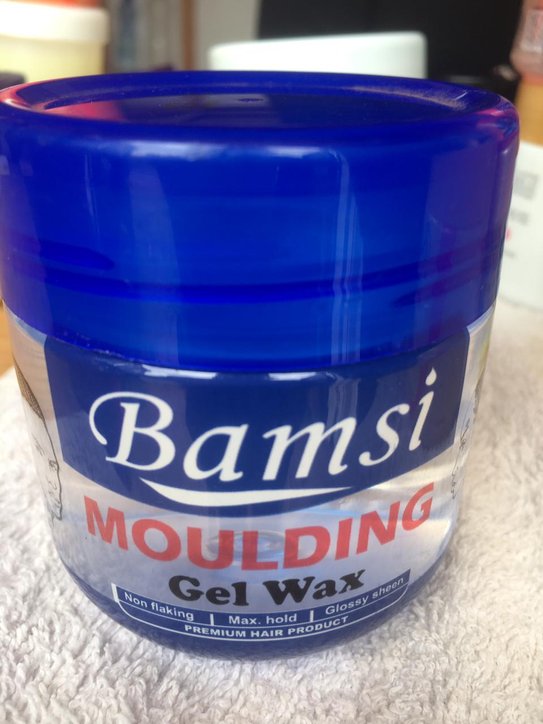 Bamsi
MOULDING
Gel Wax
Non flaking | Max. hold | Glossy sheen
PREMIUM HAIR PRODUCT